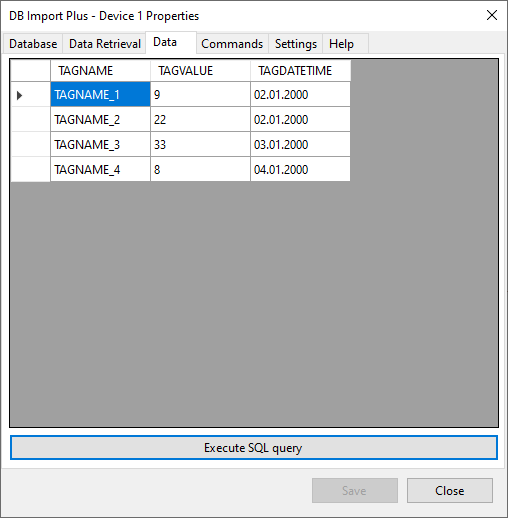 DB Import Plus - Device 1 Properties
Database Data Retrieval Data Commands Settings Help
TAGNAME TAGVALUE TAGDATETIME
TAGNAME_1 9 02.01.2000
TAGNAME_2 22 02.01.2000
TAGNAME_3 33 03.01.2000
TAGNAME_4 8 04.01.2000
Execute SQL query
Save Close